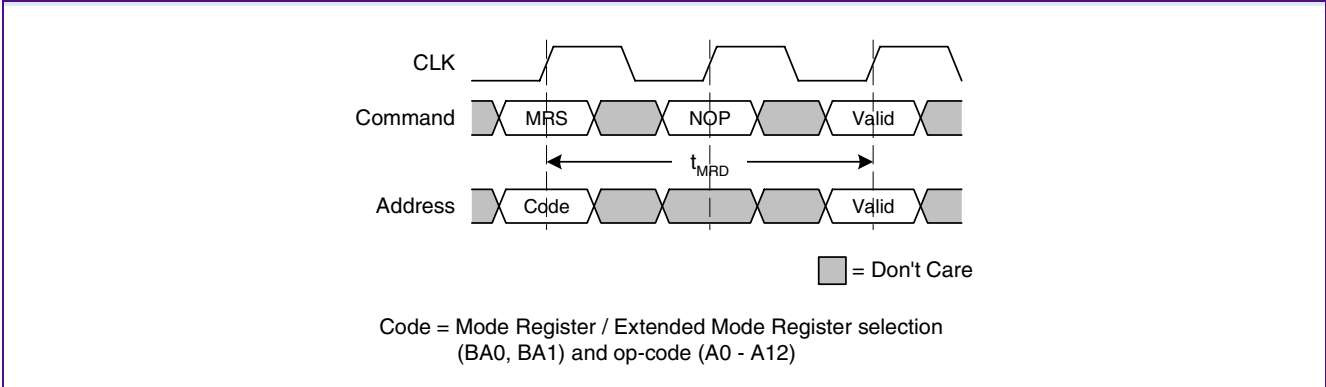 CLK
Command MRS NOP Valid
tMRD
Address Code Valid
= Don't Care
Code = Mode Register / Extended Mode Register selection
(BA0, BA1) and op-code (A0 - A12)